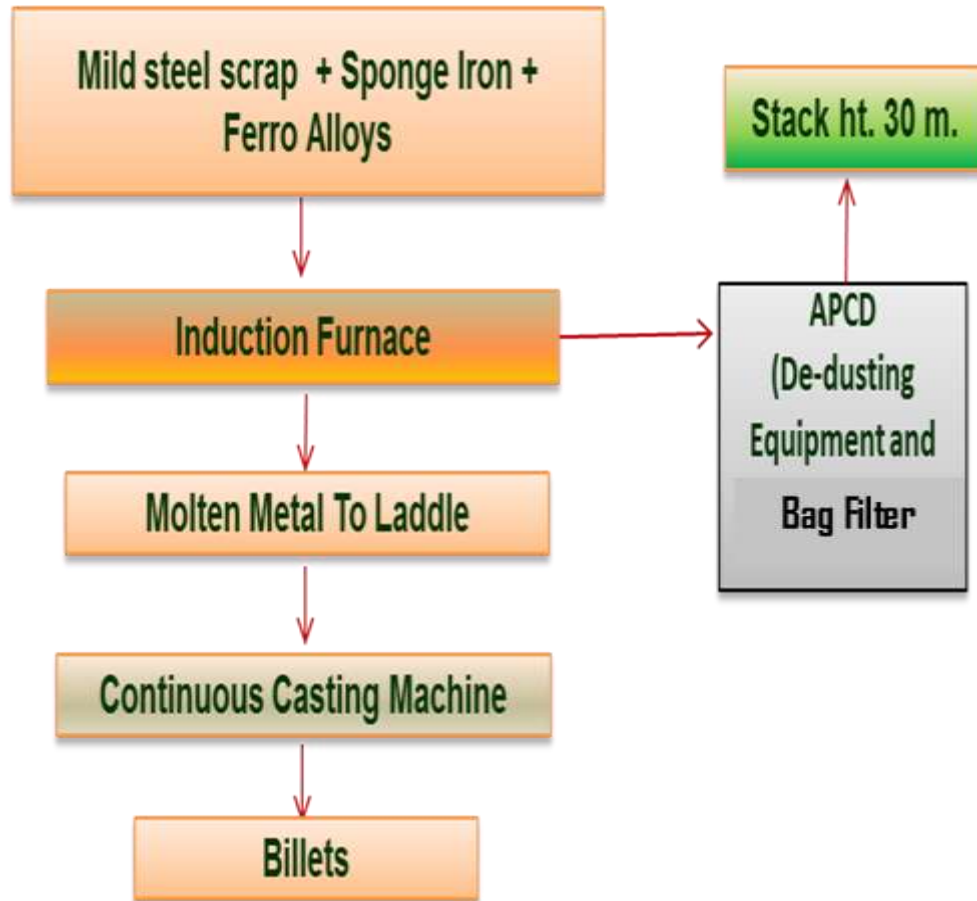 Mild steel scrap + Sponge Iron +
Ferro Alloys
Stack ht. 30 m.
Induction Furnace
APCD
(De-dusting
Equipment and
Bag Filter
Molten Metal To Laddle
Continuous Casting Machine
Billets